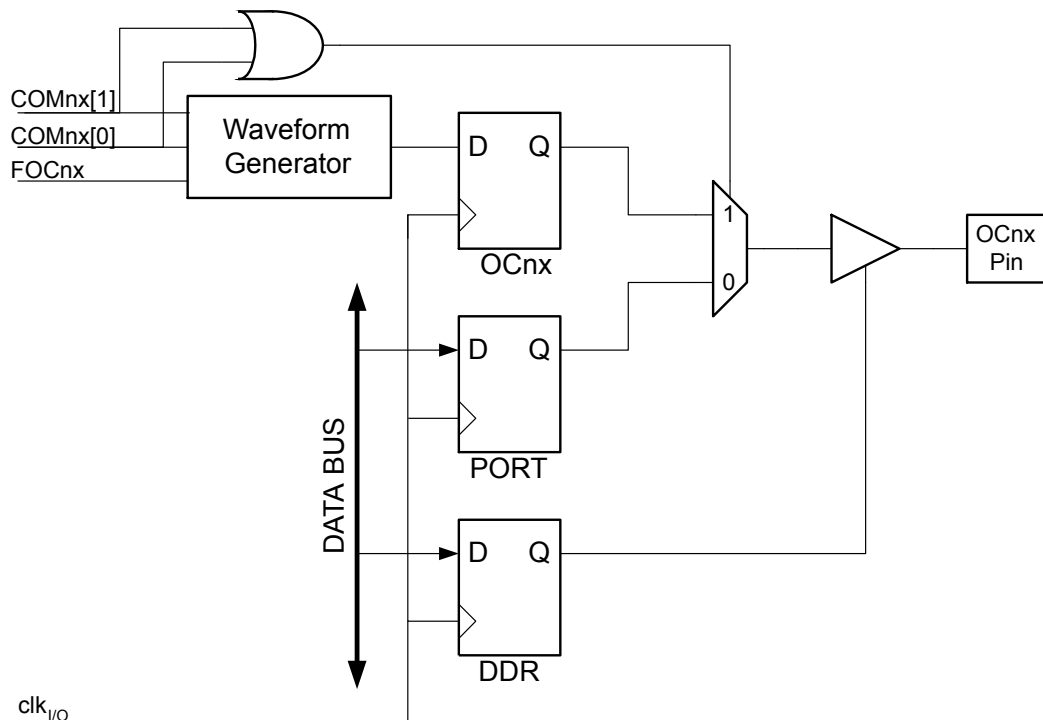 COMnx[1]
COMnx[0]
FOCnx
Waveform
Generator
D Q
OCnx
1
0
OCnx
Pin
D Q
PORT
DATA BUS
D Q
DDR
clkI/O